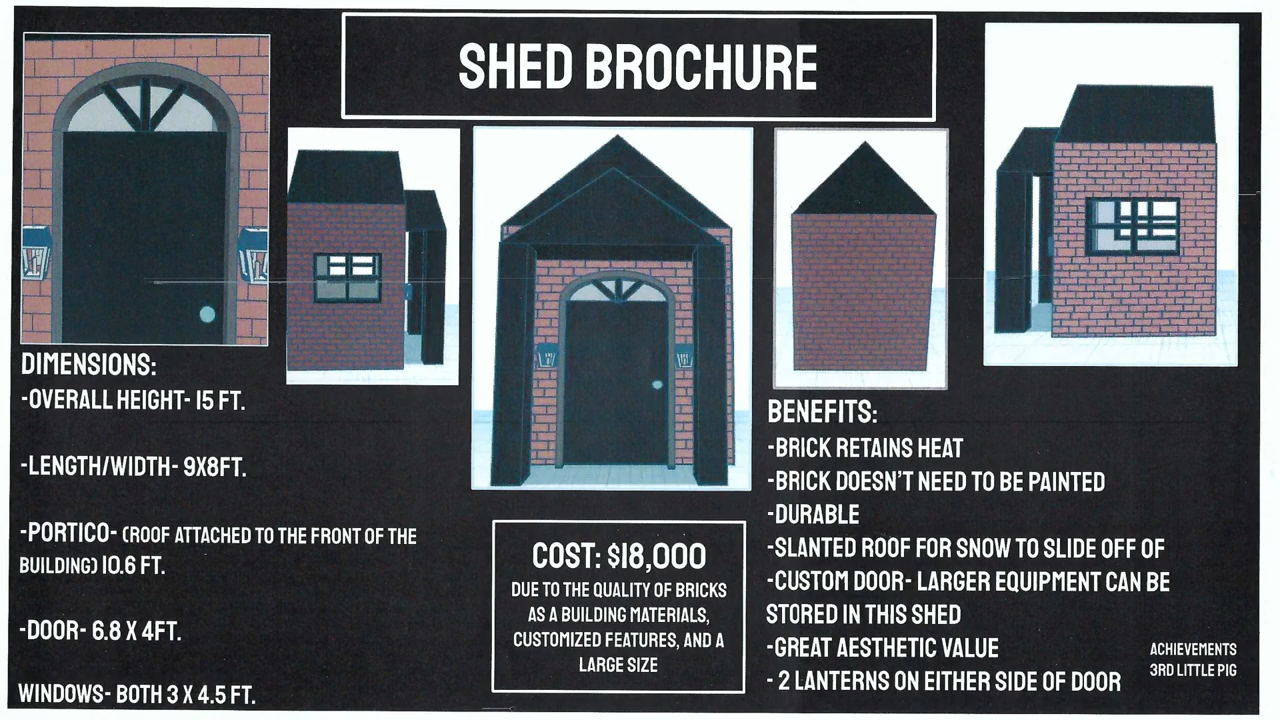 SHED BROCHURE
DIMENSIONS:
-OVERALL HEIGHT- 15 FT.
-LENGTH/WIDTH- 9X8FT.
-PORTICO- (ROOF ATTACHED TO THE FRONT OF THE
BUILDING) 10.6 FT.
-DOOR- 6.8 X 4FT.
WINDOWS- BOTH 3 X 4.5 FT.
COST: $18,000
DUE TO THE QUALITY OF BRICKS
AS A BUILDING MATERIALS,
CUSTOMIZED FEATURES, AND A
LARGE SIZE
BENEFITS:
-BRICK RETAINS HEAT
-BRICK DOESN'T NEED TO BE PAINTED
-DURABLE
-SLANTED ROOF FOR SNOW TO SLIDE OFF OF
-CUSTOM DOOR- LARGER EQUIPMENT CAN BE
STORED IN THIS SHED
-GREAT AESTHETIC VALUE
- 2 LANTERNS ON EITHER SIDE OF DOOR
ACHIEVEMENTS
3RD LITTLE PIG